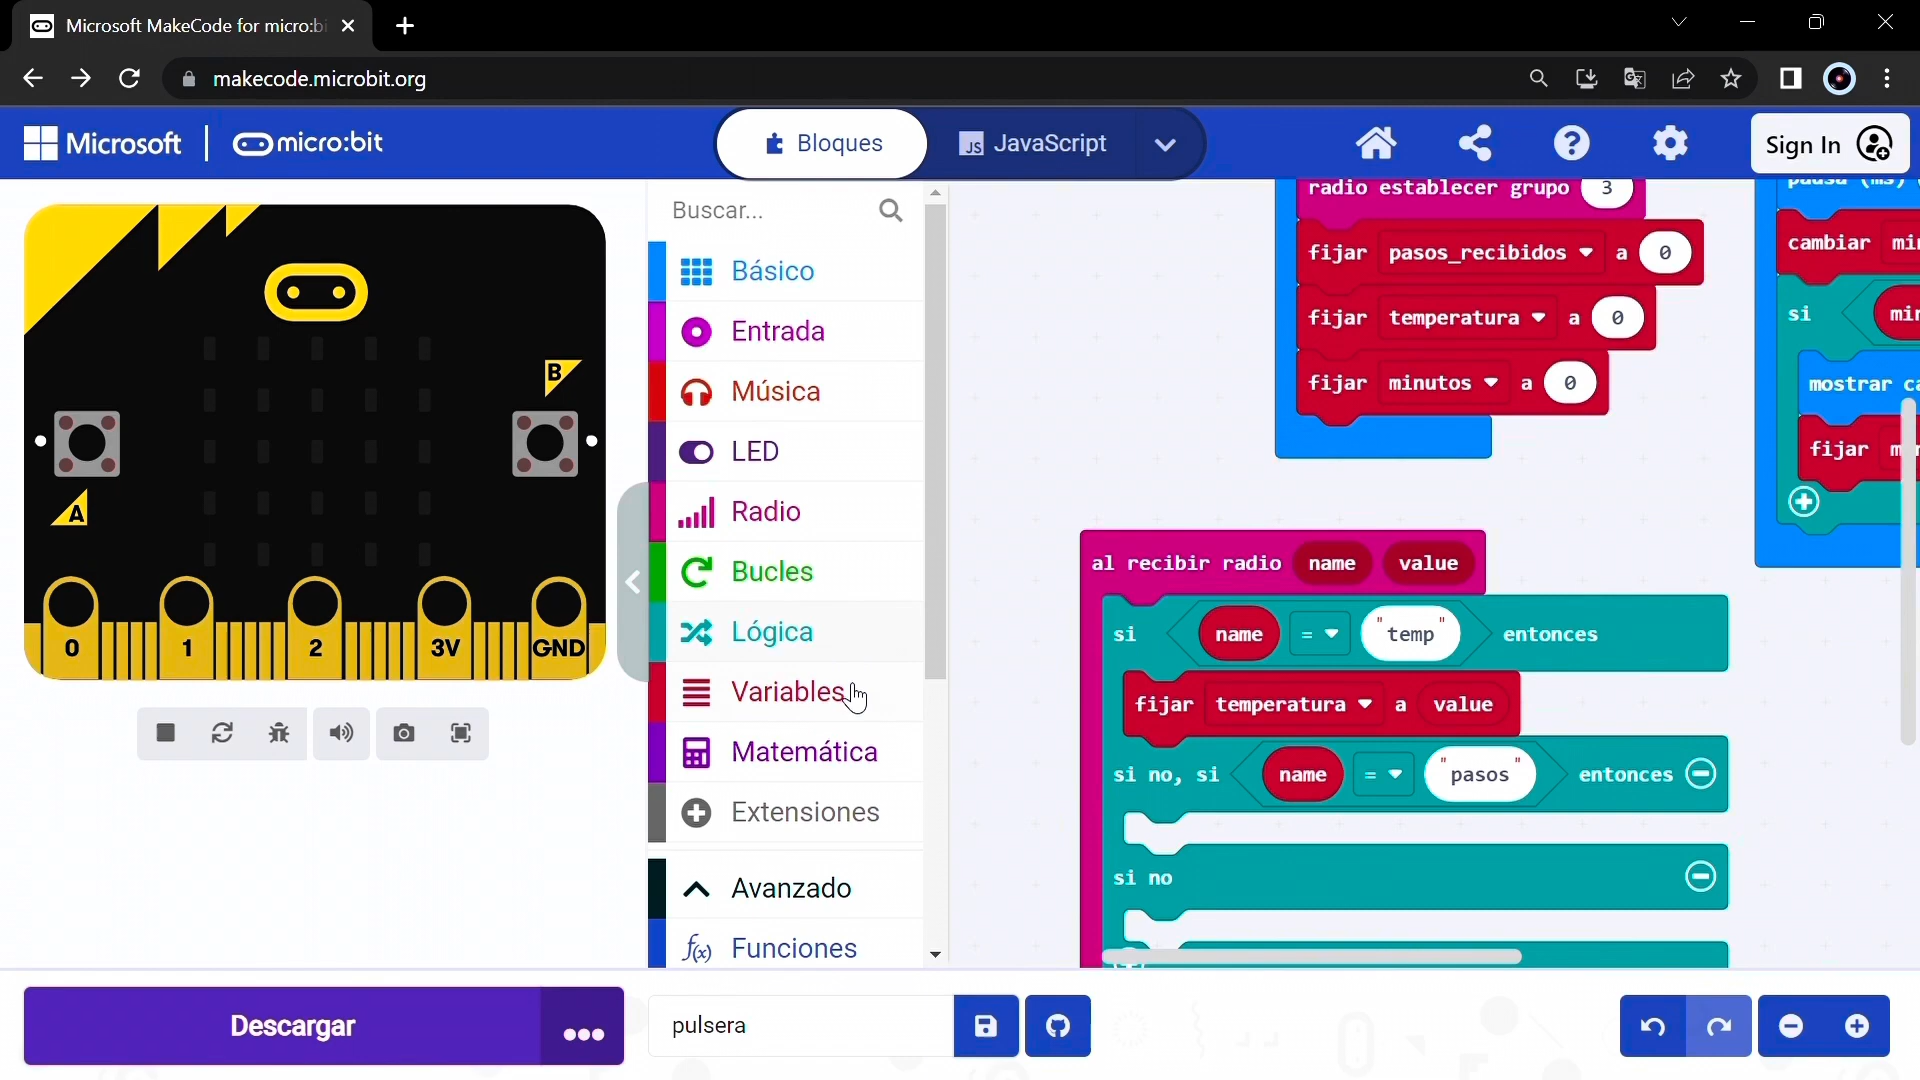 Microsoft MakeCode for micro:bi
makecode.microbit.org
Microsoft
micro:bit
Bloques
JS JavaScript
Sign In
B
A
0 1 2 3V GND
Buscar...
Básico
Entrada
Música
LED
Radio
Bucles
Lógica
Variables
Matemática
Extensiones
Avanzado
f(x) Funciones
radio establecer grupo 3
fijar pasos_recibidos a 0
fijar temperatura a 0
fijar minutos a 0
al recibir radio name value
si name = "temp" entonces
fijar temperatura a value
si no, si name = "pasos" entonces
si no
pausa (ms)
cambiar
si
mostrar
fijar
Descargar
pulsera